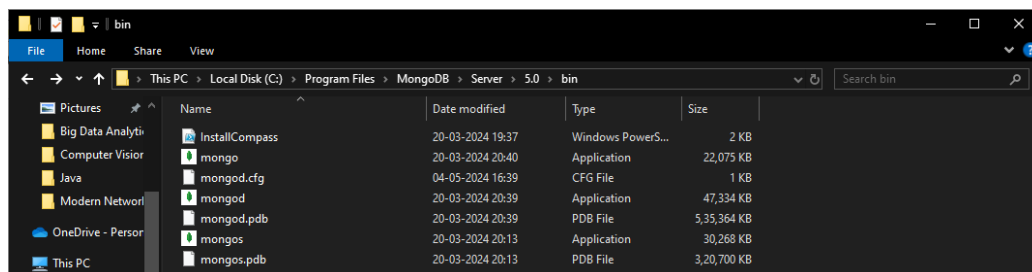 bin
File Home Share View
This PC > Local Disk (C:) > Program Files > MongoDB > Server > 5.0 > bin
Search bin
Name Date modified Type Size
Pictures
Big Data Analytic
Computer Vision
Java
Modern Network
OneDrive - Person
This PC
InstallCompass 20-03-2024 19:37 Windows PowerS... 2 KB
mongo 20-03-2024 20:40 Application 22,075 KB
mongod.cfg 04-05-2024 16:39 CFG File 1 KB
mongod 20-03-2024 20:39 Application 47,334 KB
mongod.pdb 20-03-2024 20:39 PDB File 5,35,364 KB
mongos 20-03-2024 20:13 Application 30,268 KB
mongos.pdb 20-03-2024 20:13 PDB File 3,20,700 KB